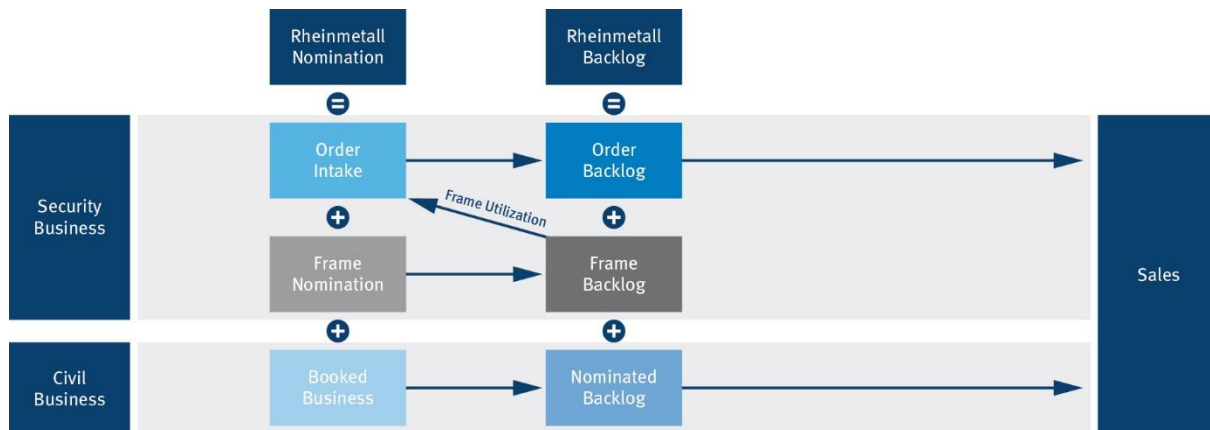 Rheinmetall
Nomination
Rheinmetall
Backlog
=
=
Security
Business
Order
Intake
Order
Backlog
Frame Utilization
+
+
Frame
Nomination
Frame
Backlog
Sales
+
+
Civil
Business
Booked
Business
Nominated
Backlog